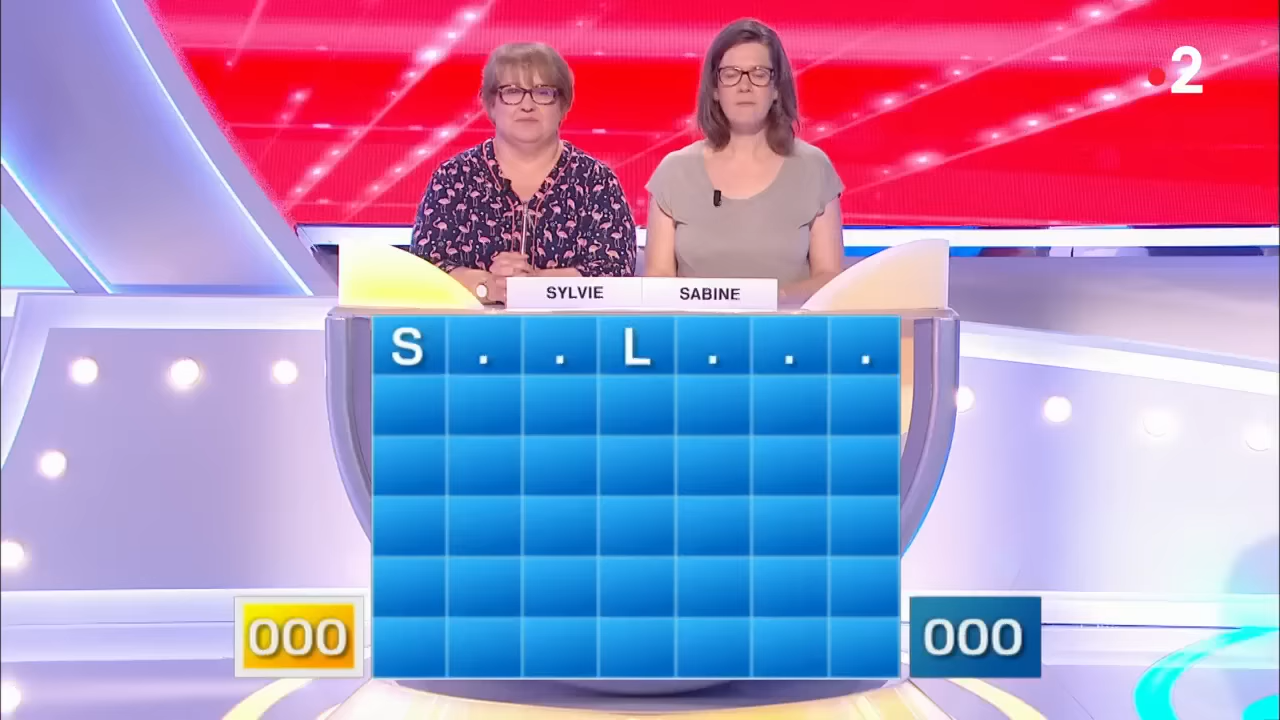 2
SYLVIE SABINE
S . . L . . .
000 000